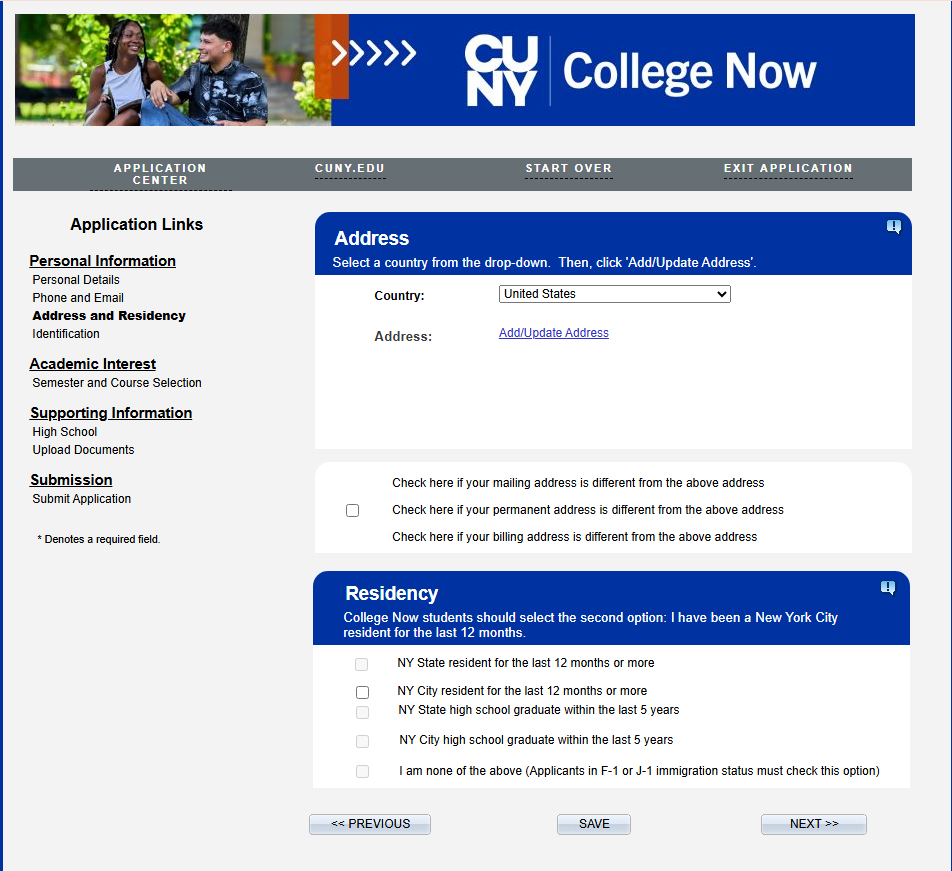 CU
NY
College Now
APPLICATION
CENTER
CUNY.EDU
START OVER
EXIT APPLICATION
Application Links
Personal Information
Personal Details
Phone and Email
Address and Residency
Identification
Academic Interest
Semester and Course Selection
Supporting Information
High School
Upload Documents
Submission
Submit Application
* Denotes a required field.
Address
Select a country from the drop-down. Then, click 'Add/Update Address'.
Country:
United States
Address:
Add/Update Address
Check here if your mailing address is different from the above address
Check here if your permanent address is different from the above address
Check here if your billing address is different from the above address
Residency
College Now students should select the second option: I have been a New York City
resident for the last 12 months.
NY State resident for the last 12 months or more
NY City resident for the last 12 months or more
NY State high school graduate within the last 5 years
NY City high school graduate within the last 5 years
I am none of the above (Applicants in F-1 or J-1 immigration status must check this option)
<< PREVIOUS
SAVE
NEXT >>